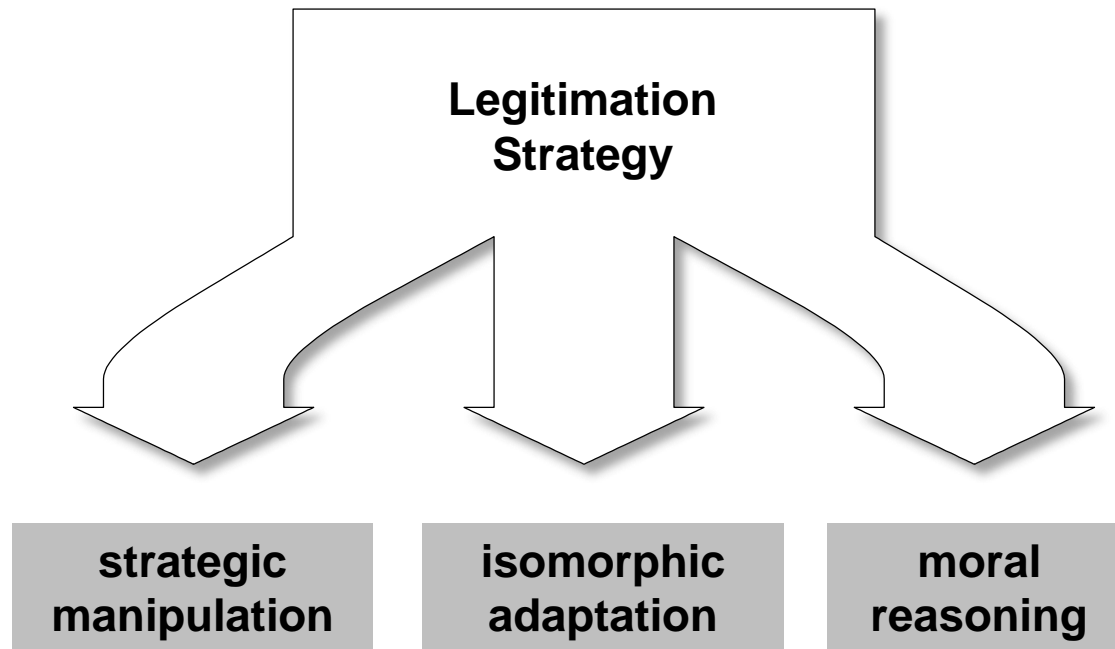 Legitimation
Strategy
strategic
manipulation
isomorphic
adaptation
moral
reasoning